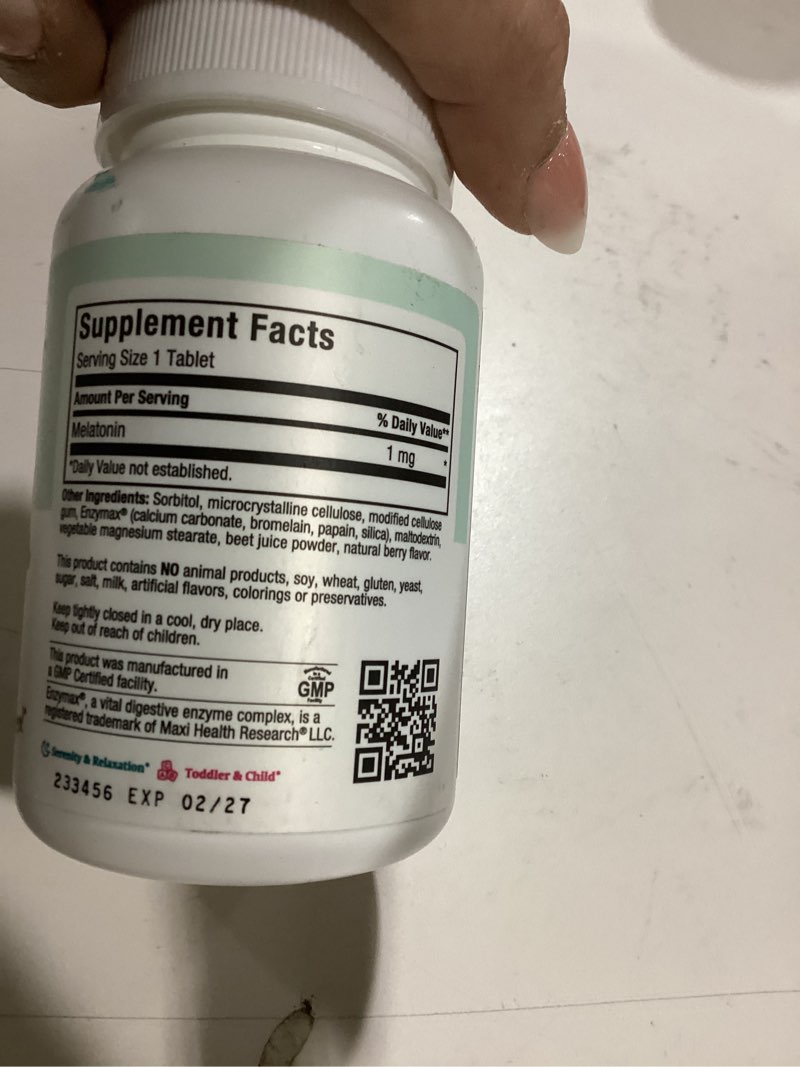 Supplement Facts
Serving Size 1 Tablet
Amount Per Serving
% Daily Value**
Melatonin 1 mg *
*Daily Value not established.
Other Ingredients: Sorbitol, microcrystalline cellulose, modified cellulose
gum, Enzymax® (calcium carbonate, bromelain, papain, silica), maltodextrin,
vegetable magnesium stearate, beet juice powder, natural berry flavor.
This product contains NO animal products, soy, wheat, gluten, yeast,
sugar, salt, milk, artificial flavors, colorings or preservatives.
Keep tightly closed in a cool, dry place.
Keep out of reach of children.
This product was manufactured in
a GMP Certified facility.
GMP
Enzymax®, a vital digestive enzyme complex, is a
registered trademark of Maxi Health Research® LLC.
Serenity & Relaxation* Toddler & Child*
233456 EXP 02/27